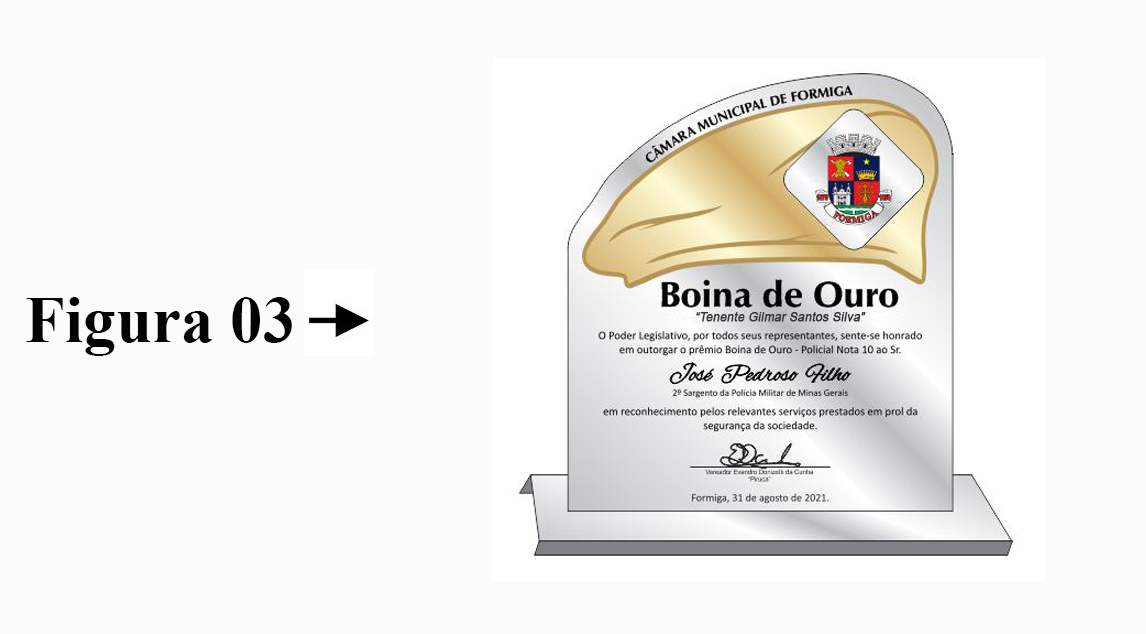 Figura 03
CÂMARA MUNICIPAL DE FORMIGA
FORMIGA
Boina de Ouro
“Tenente Gilmar Santos Silva”
O Poder Legislativo, por todos seus representantes, sente-se honrado
em outorgar o prêmio Boina de Ouro - Policial Nota 10 ao Sr.
José Pedroso Filho
2º Sargento da Polícia Militar de Minas Gerais
em reconhecimento pelos relevantes serviços prestados em prol da
segurança da sociedade.
Vereador Evandro Donizeth da Cunha
"Piruca"
Formiga, 31 de agosto de 2021.